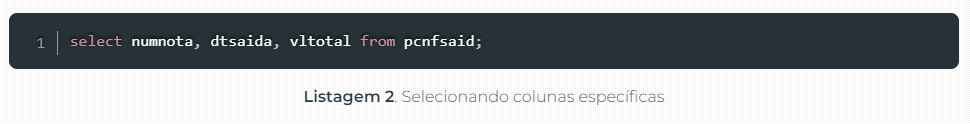 1 select numnota, dtsaida, vltotal from pcnfsaid;
Listagem 2. Selecionando colunas específicas